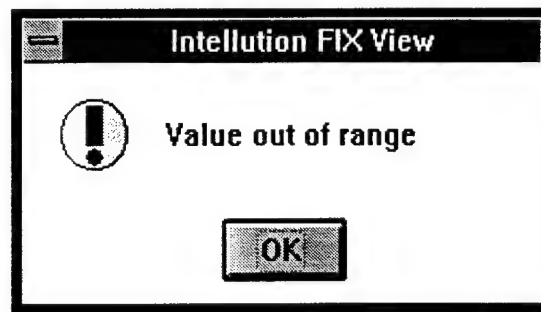 Intellution FIX View
Value out of range
OK